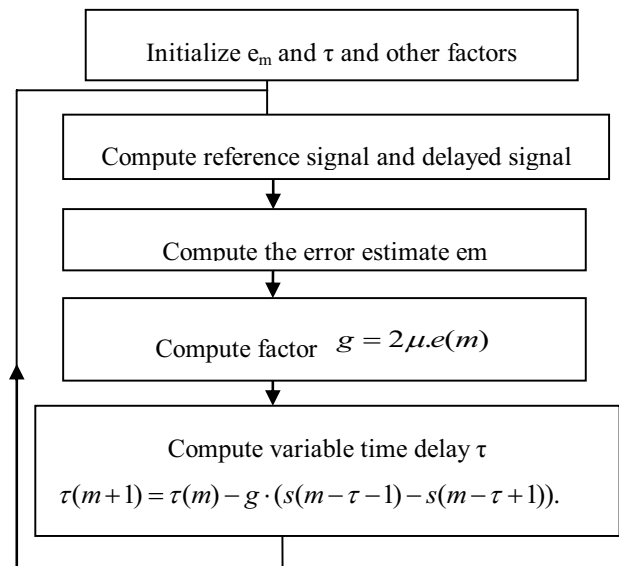 Initialize eₘ and τ and other factors
Compute reference signal and delayed signal
Compute the error estimate em
Compute factor g = 2μ.e(m)
Compute variable time delay τ
τ(m+1) = τ(m) − g · (s(m−τ−1) − s(m−τ+1)).